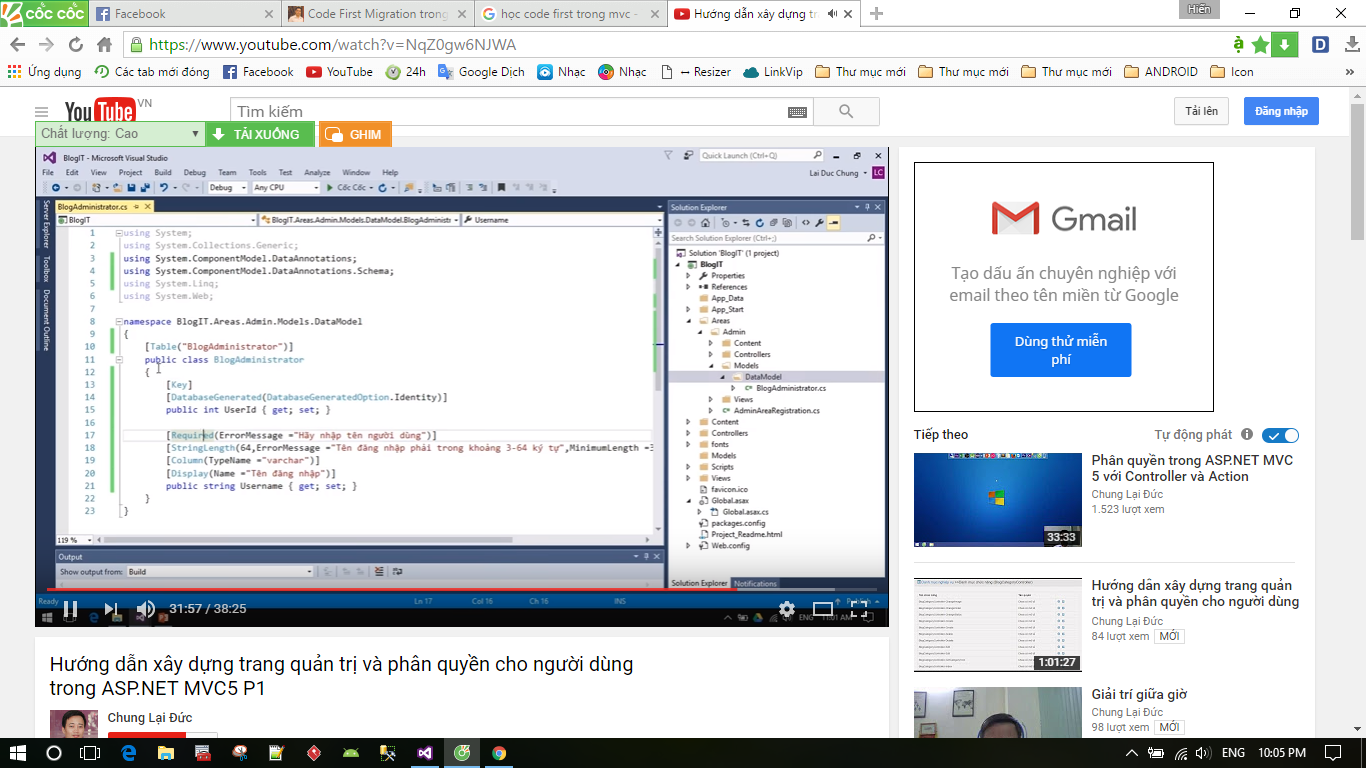 CỐC CỐC
Facebook
Code First Migration trong
học code first trong mvc -
Hướng dẫn xây dựng tr
Hiến
https://www.youtube.com/watch?v=NqZ0gw6NJWA
Ứng dụng
Các tab mới đóng
Facebook
YouTube
24h
Google Dịch
Nhạc
Nhạc
↔ Resizer
LinkVip
Thư mục mới
Thư mục mới
Thư mục mới
ANDROID
Icon
YouTube VN
Tìm kiếm
Tải lên
Đăng nhập
Chất lượng: Cao
TẢI XUỐNG
GHIM
BlogIT - Microsoft Visual Studio
Quick Launch (Ctrl+Q)
File Edit View Project Build Debug Team Tools Test Analyze Window Help
Lai Duc Chung
LC
Debug
Any CPU
Cốc Cốc
Server Explorer
Toolbox
Document Outline
BlogAdministrator.cs
BlogIT
BlogIT.Areas.Admin.Models.DataModel.BlogAdminist
Username
1 using System;
2 using System.Collections.Generic;
3 using System.ComponentModel.DataAnnotations;
4 using System.ComponentModel.DataAnnotations.Schema;
5 using System.Linq;
6 using System.Web;
7
8 namespace BlogIT.Areas.Admin.Models.DataModel
9 {
10 [Table("BlogAdministrator")]
11 public class BlogAdministrator
12 {
13 [Key]
14 [DatabaseGenerated(DatabaseGeneratedOption.Identity)]
15 public int UserId { get; set; }
16
17 [Required(ErrorMessage ="Hãy nhập tên người dùng")]
18 [StringLength(64,ErrorMessage ="Tên đăng nhập phải trong khoảng 3-64 ký tự",MinimumLength =3
19 [Column(TypeName ="varchar")]
20 [Display(Name ="Tên đăng nhập")]
21 public string Username { get; set; }
22 }
23 }
119 %
Output
Show output from: Build
Solution Explorer
Search Solution Explorer (Ctrl+;)
Solution 'BlogIT' (1 project)
BlogIT
Properties
References
App_Data
App_Start
Areas
Admin
Content
Controllers
Models
DataModel
BlogAdministrator.cs
Views
AdminAreaRegistration.cs
Content
Controllers
fonts
Models
Scripts
Views
favicon.ico
Global.asax
Global.asax.cs
packages.config
Project_Readme.html
Web.config
Solution Explorer Notifications
Ready
Ln 17
Col 16
Ch 16
INS
Publish
31:57 / 38:25
ENG
11:01 AM
Hướng dẫn xây dựng trang quản trị và phân quyền cho người dùng
trong ASP.NET MVC5 P1
Chung Lại Đức
Gmail
Tạo dấu ấn chuyên nghiệp với
email theo tên miền từ Google
Dùng thử miễn
phí
Tiếp theo
Tự động phát
33:33
Phân quyền trong ASP.NET MVC
5 với Controller và Action
Chung Lại Đức
1.523 lượt xem
1:01:27
Hướng dẫn xây dựng trang quản
trị và phân quyền cho người dùng
Chung Lại Đức
84 lượt xem MỚI
Giải trí giữa giờ
Chung Lại Đức
98 lượt xem MỚI
ENG
10:05 PM